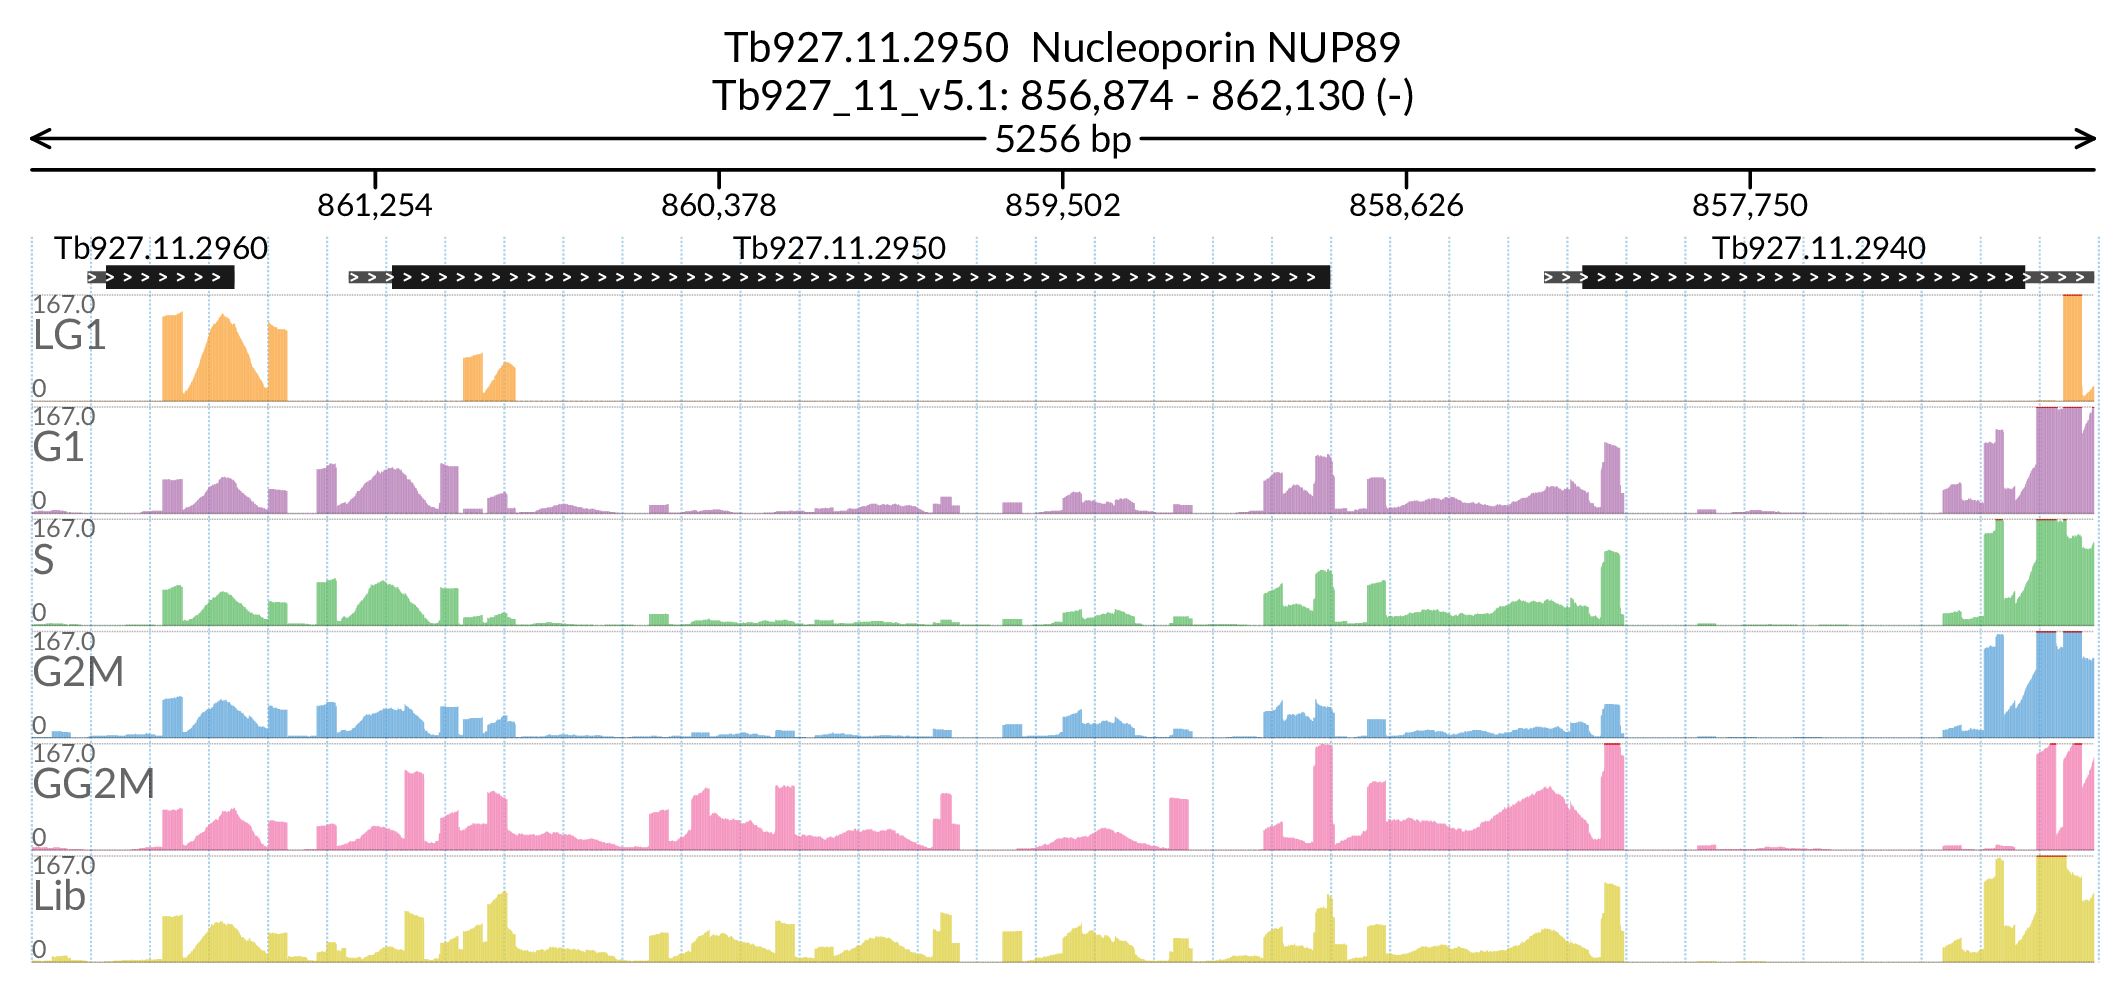 Tb927.11.2950 Nucleoporin NUP89
Tb927_11_v5.1: 856,874 - 862,130 (-)
5256 bp
861,254 860,378 859,502 858,626 857,750
Tb927.11.2960 Tb927.11.2950 Tb927.11.2940
167.0
LG1
0
167.0
G1
0
167.0
S
0
167.0
G2M
0
167.0
GG2M
0
167.0
Lib
0